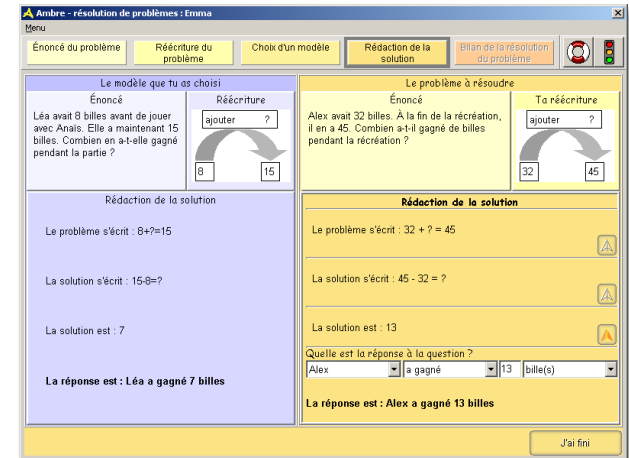 Ambre - résolution de problèmes : Emma
Menu
Énoncé du problème
Réécriture du
problème
Choix d'un modèle
Rédaction de la
solution
Bilan de la résolution
du problème
Le modèle que tu as choisi
Énoncé
Léa avait 8 billes avant de jouer
avec Anaïs. Elle a maintenant 15
billes. Combien en a-t-elle gagné
pendant la partie ?
Réécriture
ajouter ?
8 15
Rédaction de la solution
Le problème s'écrit : 8+?=15
La solution s'écrit : 15-8=?
La solution est : 7
La réponse est : Léa a gagné 7 billes
Le problème à résoudre
Énoncé
Alex avait 32 billes. À la fin de la récréation,
il en a 45. Combien a-t-il gagné de billes
pendant la récréation ?
Ta réécriture
ajouter ?
32 45
Rédaction de la solution
Le problème s'écrit : 32 + ? = 45
La solution s'écrit : 45 - 32 = ?
La solution est : 13
Quelle est la réponse à la question ?
Alex a gagné 13 bille(s)
La réponse est : Alex a gagné 13 billes
J'ai fini